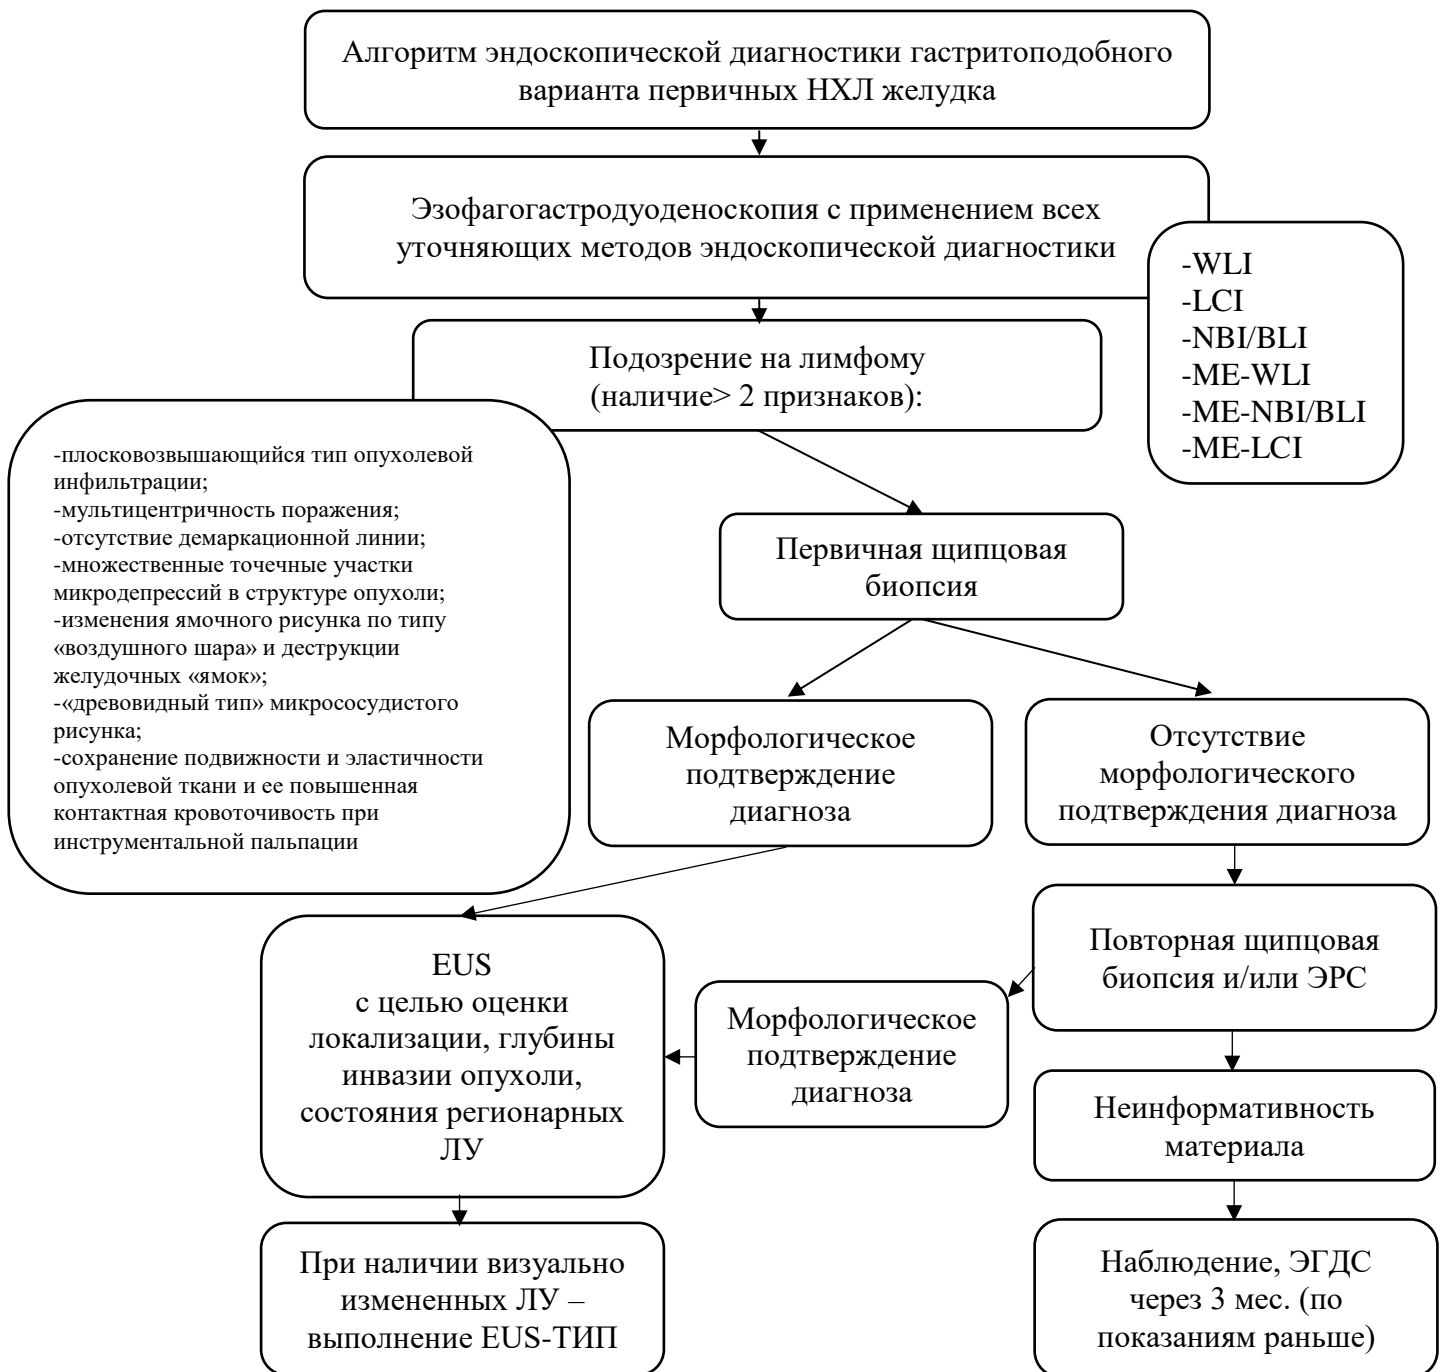 Алгоритм эндоскопической диагностики гастритоподобного
варианта первичных НХЛ желудка
Эзофагогастродуоденоскопия с применением всех
уточняющих методов эндоскопической диагностики
-WLI
-LCI
-NBI/BLI
-ME-WLI
-ME-NBI/BLI
-ME-LCI
Подозрение на лимфому
(наличие> 2 признаков):
-плосковозвышающийся тип опухолевой
инфильтрации;
-мультицентричность поражения;
-отсутствие демаркационной линии;
-множественные точечные участки
микродепрессий в структуре опухоли;
-изменения ямочного рисунка по типу
«воздушного шара» и деструкции
желудочных «ямок»;
-«древовидный тип» микрососудистого
рисунка;
-сохранение подвижности и эластичности
опухолевой ткани и ее повышенная
контактная кровоточивость при
инструментальной пальпации
Первичная щипцовая
биопсия
Морфологическое
подтверждение
диагноза
Отсутствие
морфологического
подтверждения диагноза
EUS
с целью оценки
локализации, глубины
инвазии опухоли,
состояния регионарных
ЛУ
Морфологическое
подтверждение
диагноза
Повторная щипцовая
биопсия и/или ЭРС
Неинформативность
материала
При наличии визуально
измененных ЛУ –
выполнение EUS-ТИП
Наблюдение, ЭГДС
через 3 мес. (по
показаниям раньше)